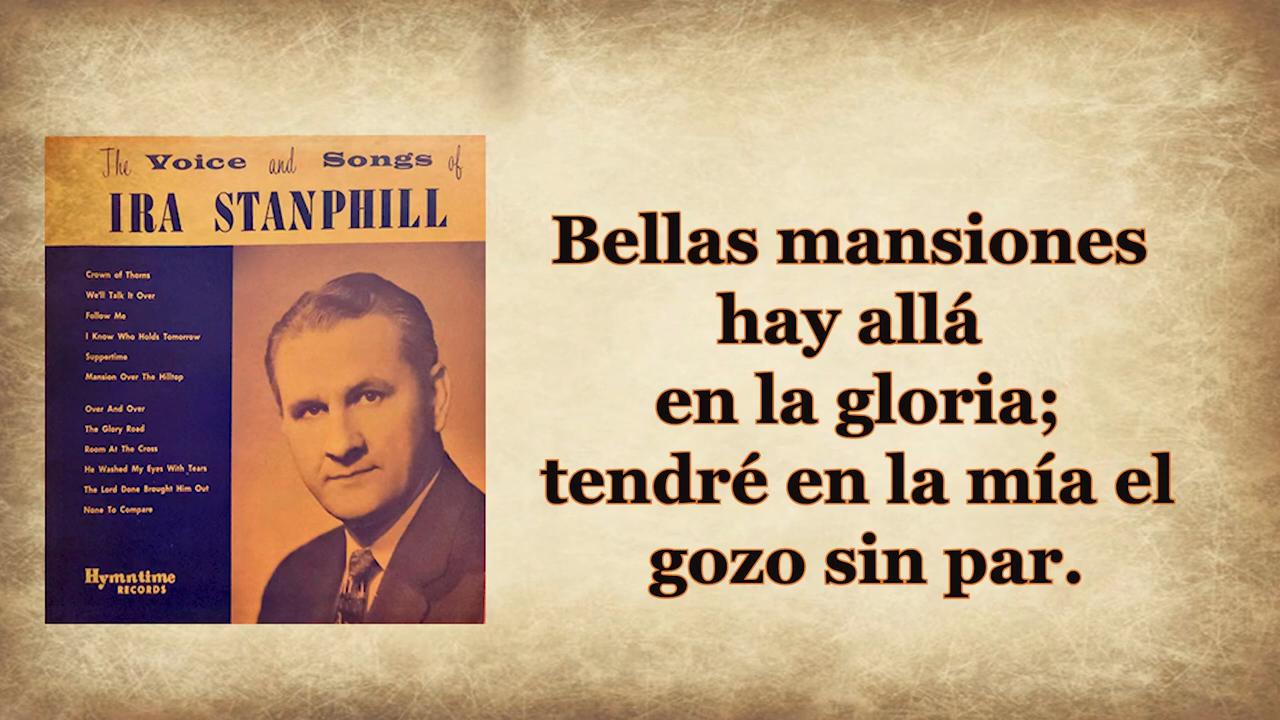 The Voice and Songs of
IRA STANPHILL
Crown of Thorns
We'll Talk It Over
Follow Me
I Know Who Holds Tomorrow
Suppertime
Mansion Over The Hilltop
Over And Over
The Glory Road
Room At The Cross
He Washed My Eyes With Tears
The Lord Done Brought Him Out
None To Compare
Hymntime
RECORDS
Bellas mansiones
hay allá
en la gloria;
tendré en la mía el
gozo sin par.